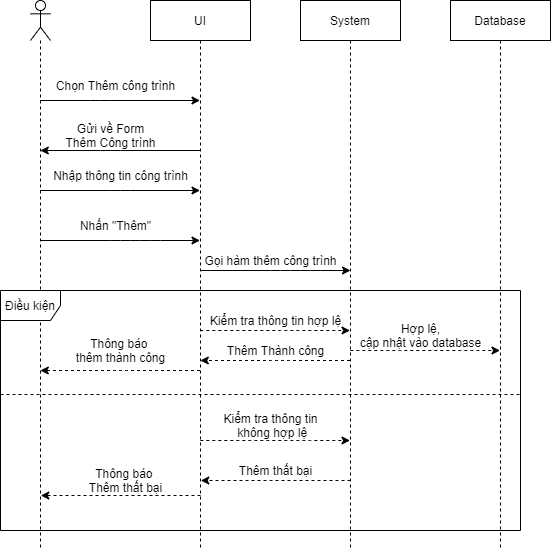 UI
System
Database
Chọn Thêm công trình
Gửi về Form
Thêm Công trình
Nhập thông tin công trình
Nhấn "Thêm"
Gọi hàm thêm công trình
Điều kiện
Kiểm tra thông tin hợp lệ
Hợp lệ,
cập nhật vào database
Thông báo
thêm thành công
Thêm Thành công
Kiểm tra thông tin
không hợp lệ
Thêm thất bại
Thông báo
Thêm thất bại